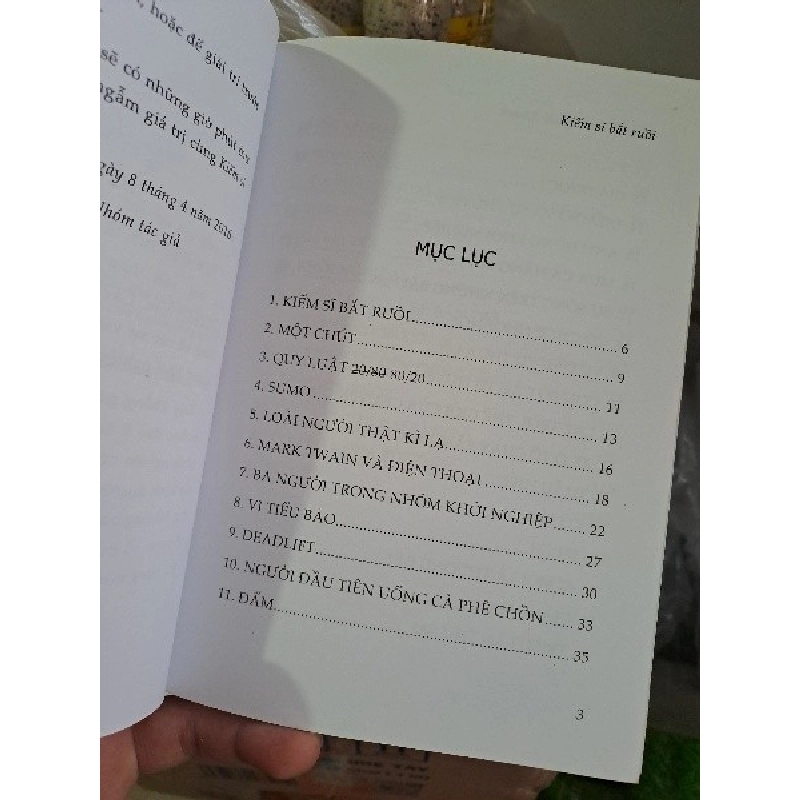 hoặc để giải trí
sẽ có những giờ phút
ngẫm giá trị cùng Kiếm sĩ
8 tháng 4 năm 2016
Nhóm tác giả
Kiếm sĩ bắt ruồi
MỤC LỤC
1. KIẾM SĨ BẮT RUỒI 6
2. MỘT CHÚT 9
3. QUY LUẬT 20/80 80/20 11
4. SUMO 13
5. LOÀI NGƯỜI THẬT KÌ LẠ 16
6. MARK TWAIN VÀ ĐIỆN THOẠI 18
7. BA NGƯỜI TRONG NHÓM KHỞI NGHIỆP 22
8. VI TIỂU BẢO 27
9. DEADLIFT 30
10. NGƯỜI ĐẦU TIÊN UỐNG CÀ PHÊ CHỒN 33
11. ĐẤM 35
3